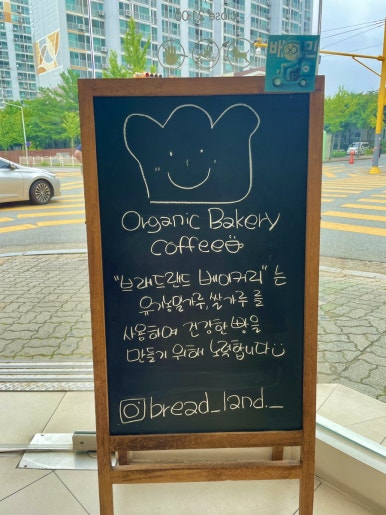 Organic Bakery
Coffee
"브래드랜드 베이커리"는
유기농밀가루,쌀가루를
사용하여 건강한 빵을
만들기 위해 노력합니다
bread_land._